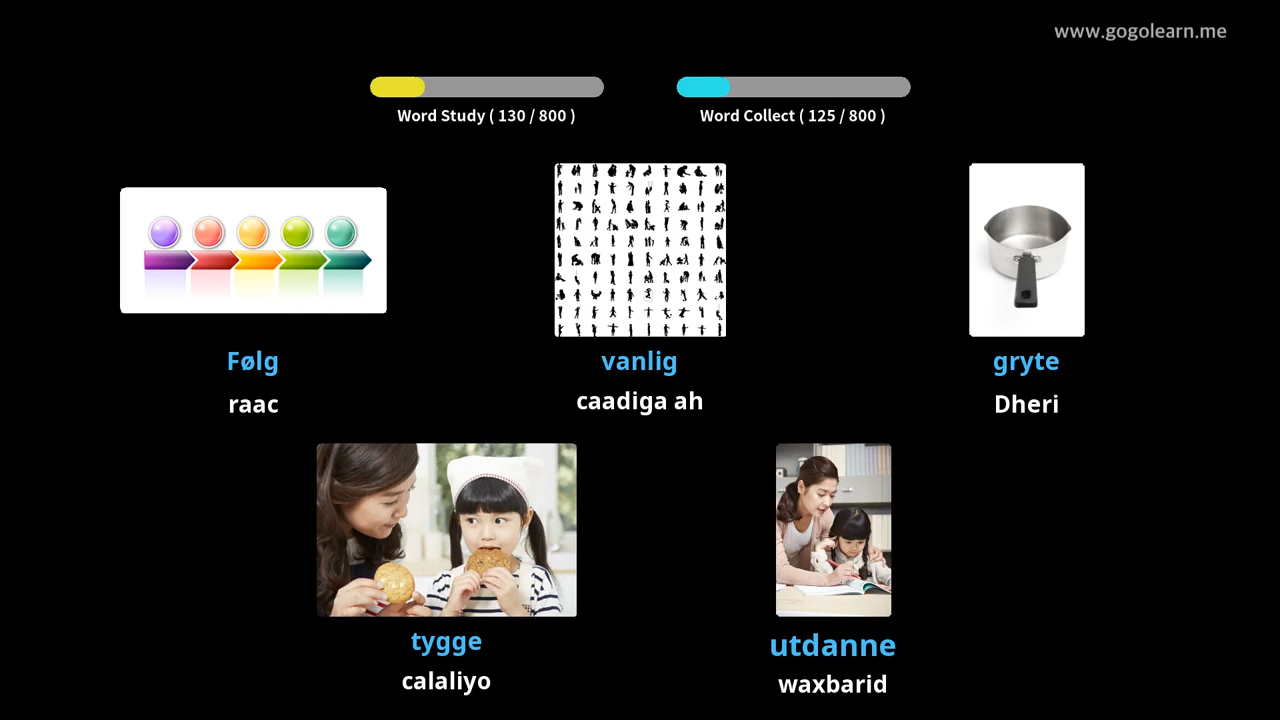 www.gogolearn.me
Word Study ( 130 / 800 )
Word Collect ( 125 / 800 )
Følg
vanlig
gryte
raac
caadiga ah
Dheri
tygge
utdanne
calaliyo
waxbarid